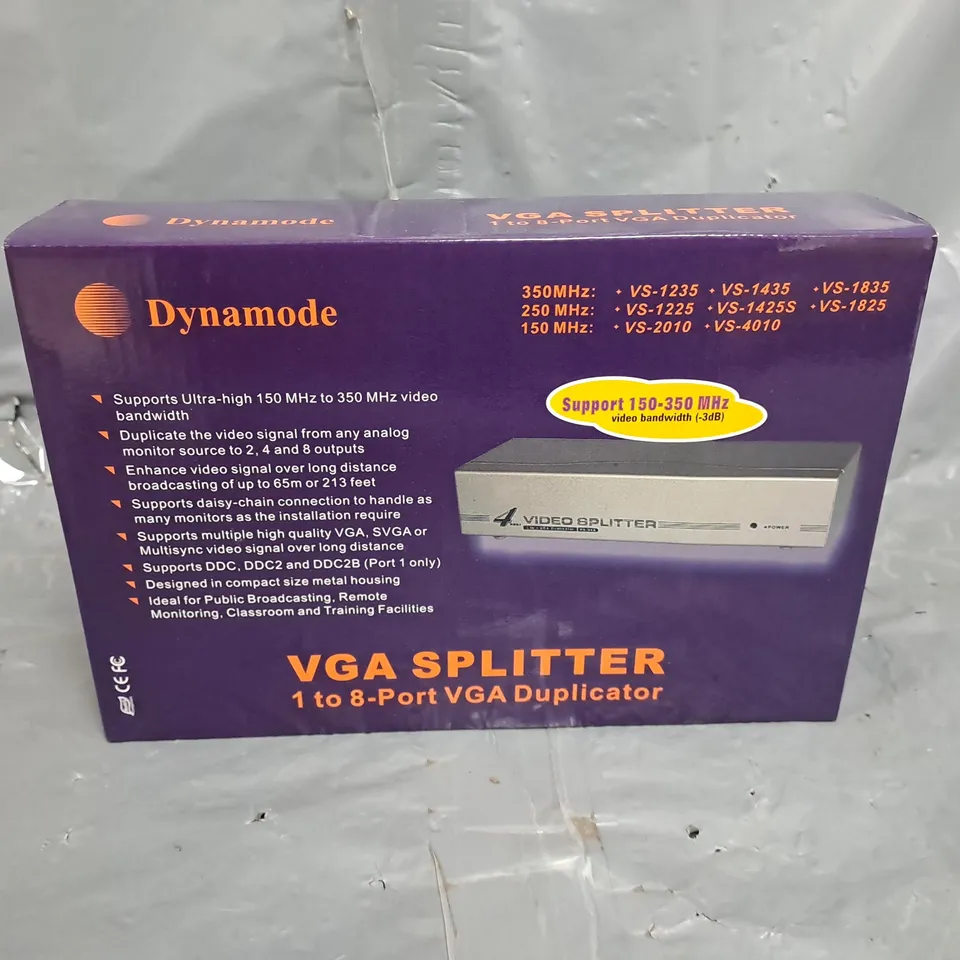 Dynamode
VGA SPLITTER
1 to 8-Port VGA Duplicator
Dynamode
350MHz: • VS-1235 • VS-1435 • VS-1835
250 MHz: • VS-1225 • VS-1425S • VS-1825
150 MHz: • VS-2010 • VS-4010
Supports Ultra-high 150 MHz to 350 MHz video
bandwidth
Duplicate the video signal from any analog
monitor source to 2, 4 and 8 outputs
Enhance video signal over long distance
broadcasting of up to 65m or 213 feet
Supports daisy-chain connection to handle as
many monitors as the installation require
Supports multiple high quality VGA, SVGA or
Multisync video signal over long distance
Supports DDC, DDC2 and DDC2B (Port 1 only)
Designed in compact size metal housing
Ideal for Public Broadcasting, Remote
Monitoring, Classroom and Training Facilities
Support 150-350 MHz
video bandwidth (-3dB)
4 VIDEO SPLITTER
POWER
VGA SPLITTER
1 to 8-Port VGA Duplicator
CE FC